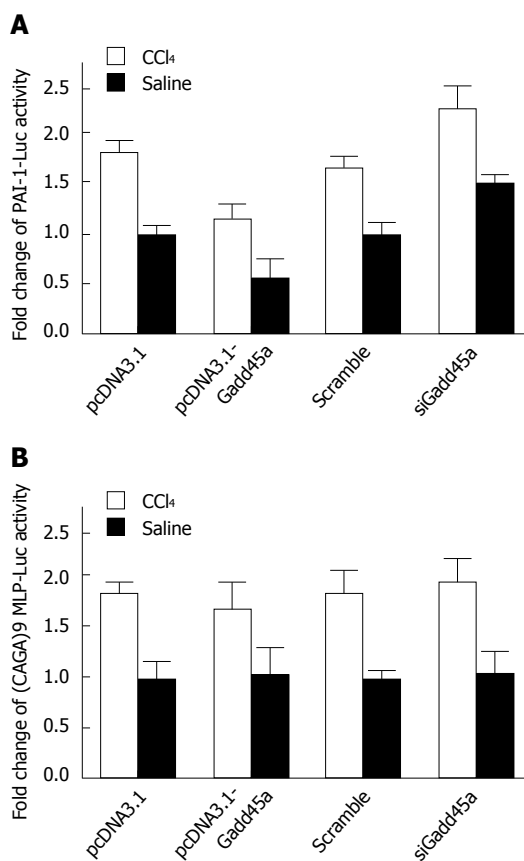 A
CCl₄
Saline
Fold change of PAI-1-Luc activity
2.5
2.0
1.5
1.0
0.5
0.0
pcDNA3.1
pcDNA3.1-
Gadd45a
Scramble
siGadd45a
B
CCl₄
Saline
Fold change of (CAGA)9 MLP-Luc activity
2.5
2.0
1.5
1.0
0.5
0.0
pcDNA3.1
pcDNA3.1-
Gadd45a
Scramble
siGadd45a